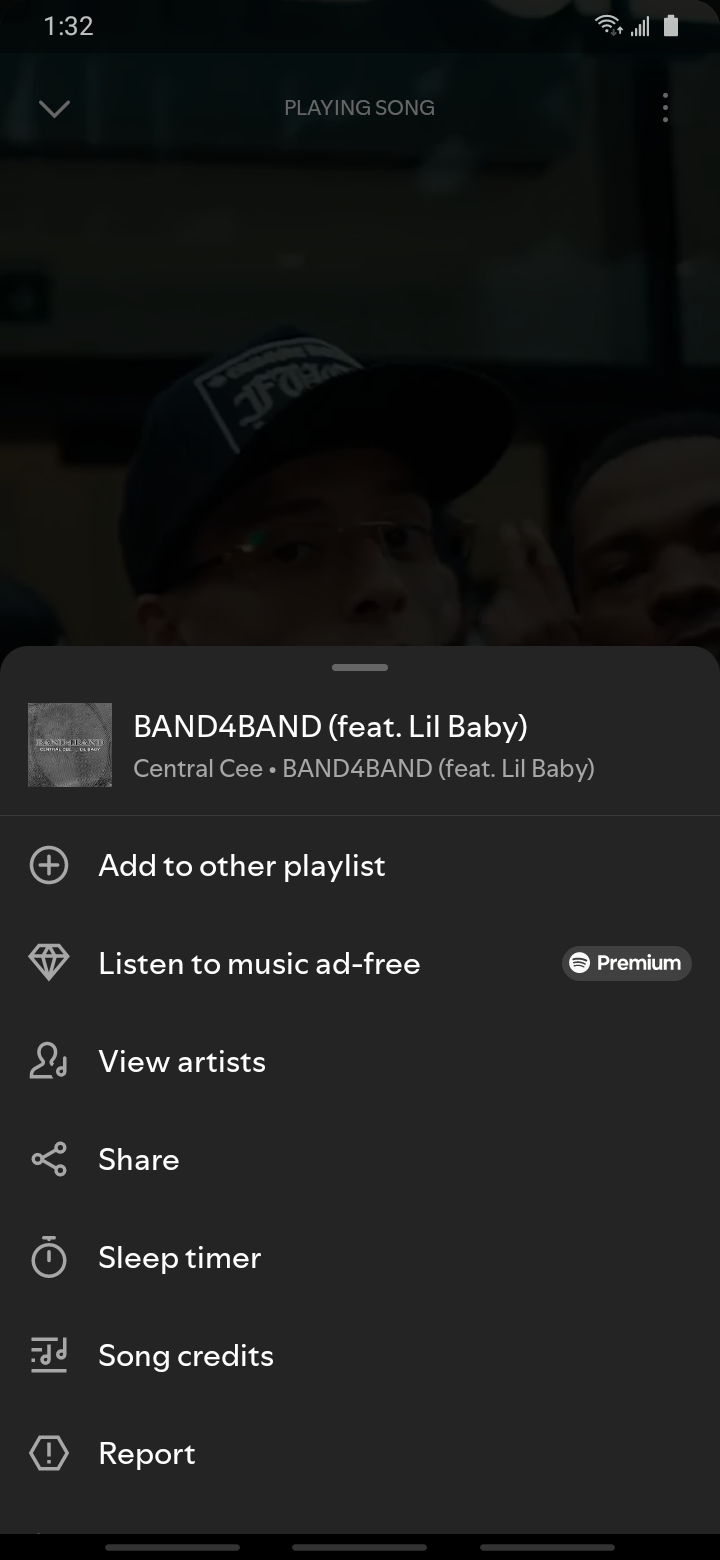 1:32
PLAYING SONG
BAND4BAND
CENTRAL CEE
LIL BABY
BAND4BAND (feat. Lil Baby)
Central Cee • BAND4BAND (feat. Lil Baby)
Add to other playlist
Listen to music ad-free
Premium
View artists
Share
Sleep timer
Song credits
Report